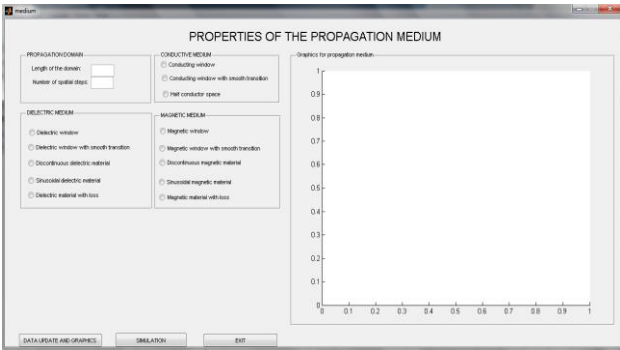 medium
PROPERTIES OF THE PROPAGATION MEDIUM
PROPAGATION DOMAIN
Length of the domain:
Number of spatial steps:
CONDUCTIVE MEDIUM
Conducting window
Conducting window with smooth transition
Half conductor space
DIELECTRIC MEDIUM
Dielectric window
Dielectric window with smooth transition
Discontinuous dielectric material
Sinusoidal dielectric material
Dielectric material with loss
MAGNETIC MEDIUM
Magnetic window
Magnetic window with smooth transition
Discontinuous magnetic material
Sinusoidal magnetic material
Magnetic material with loss
Graphics for propagation medium
1
0.9
0.8
0.7
0.6
0.5
0.4
0.3
0.2
0.1
0
0 0.1 0.2 0.3 0.4 0.5 0.6 0.7 0.8 0.9 1
DATA UPDATE AND GRAPHICS SIMULATION EXIT